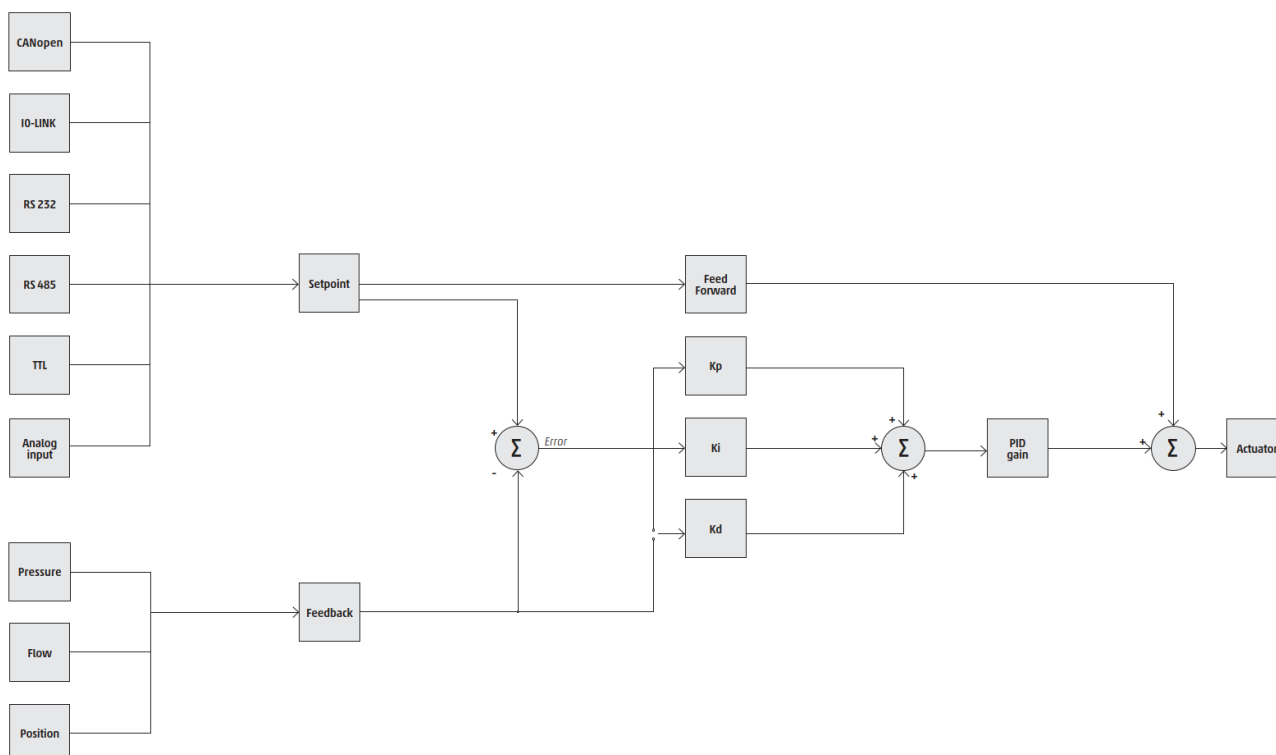 CANopen
IO-LINK
RS 232
RS 485
TTL
Analog
input
Setpoint
Feed
Forward
Kp
+
Σ
Error
-
Ki
+
+
Σ
+
Kd
PID
gain
+
+
Σ
Actuator
Pressure
Flow
Position
Feedback